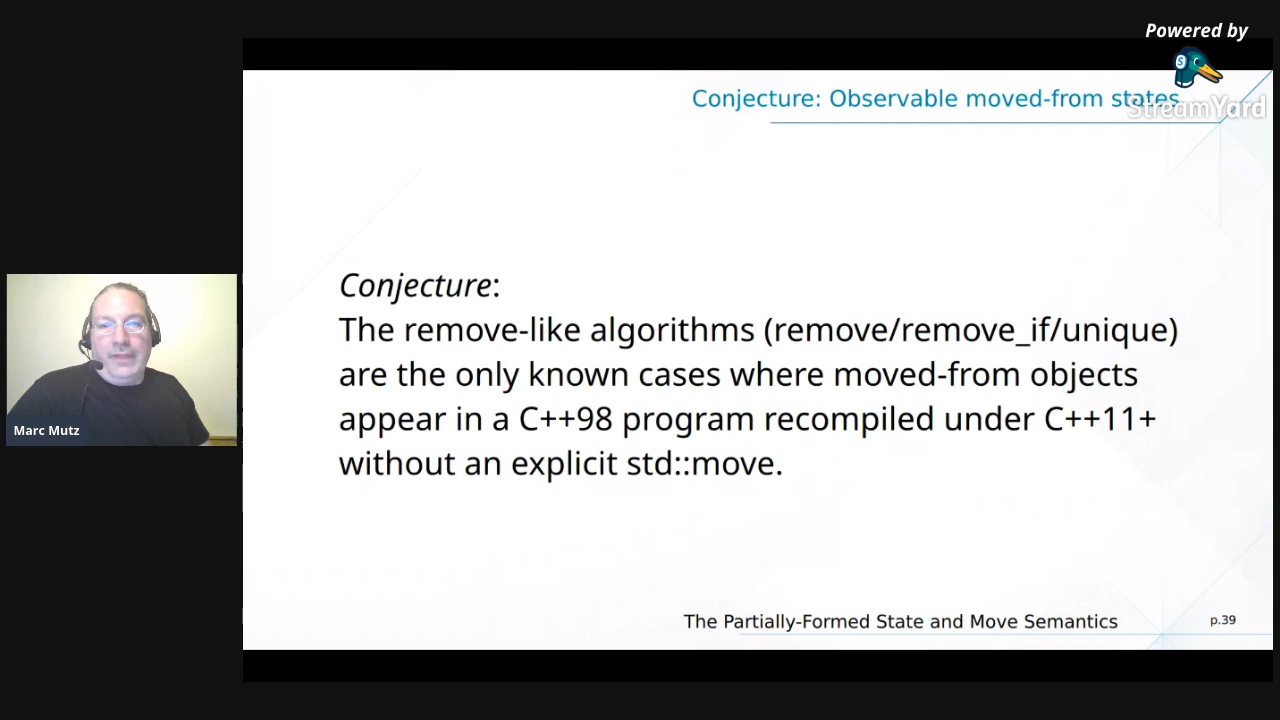 Powered by
StreamYard
Conjecture: Observable moved-from states
Conjecture:
The remove-like algorithms (remove/remove_if/unique)
are the only known cases where moved-from objects
appear in a C++98 program recompiled under C++11+
without an explicit std::move.
Marc Mutz
The Partially-Formed State and Move Semantics
p.39